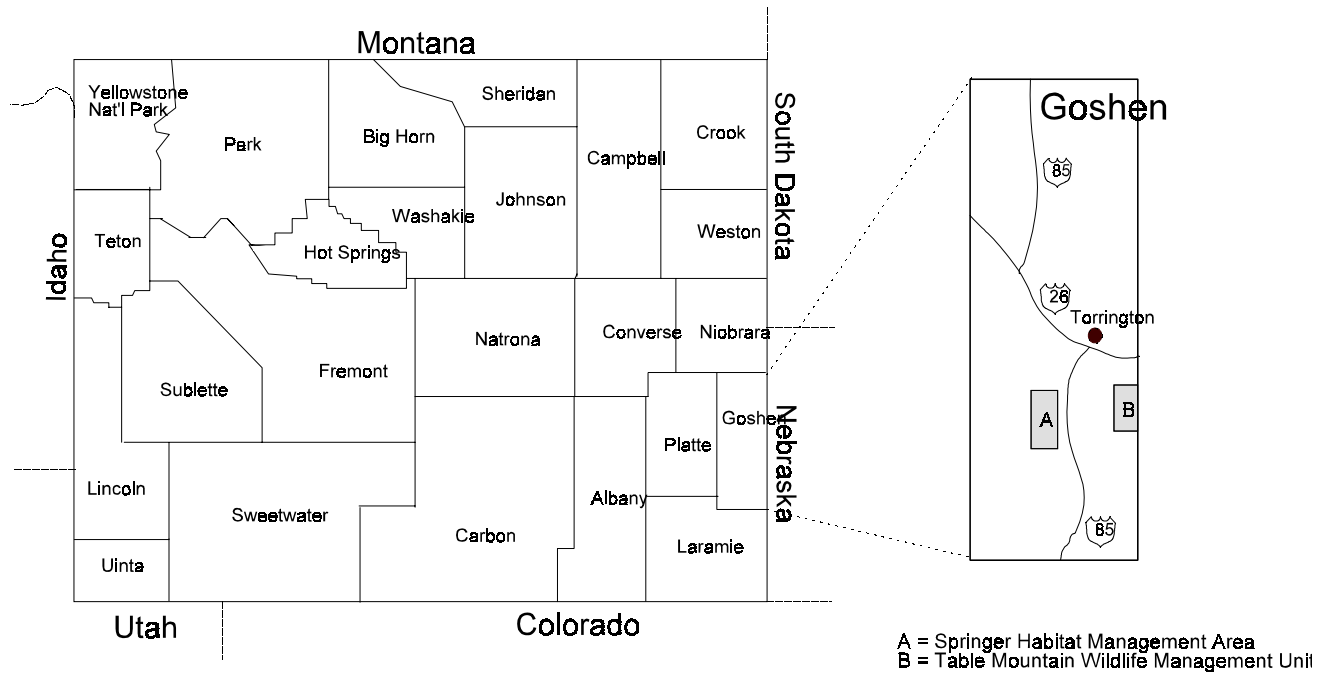 Montana
Yellowstone
Nat'l Park
Park
Big Horn
Sheridan
Campbell
Crook
Johnson
Washakie
Hot Springs
Teton
Weston
Idaho
South Dakota
Natrona
Converse
Niobrara
Fremont
Sublette
Goshen
Platte
Nebraska
Lincoln
Sweetwater
Albany
Carbon
Laramie
Uinta
Utah
Colorado
Goshen
85
26
Torrington
A
B
85
A = Springer Habitat Management Area
B = Table Mountain Wildlife Management Unit